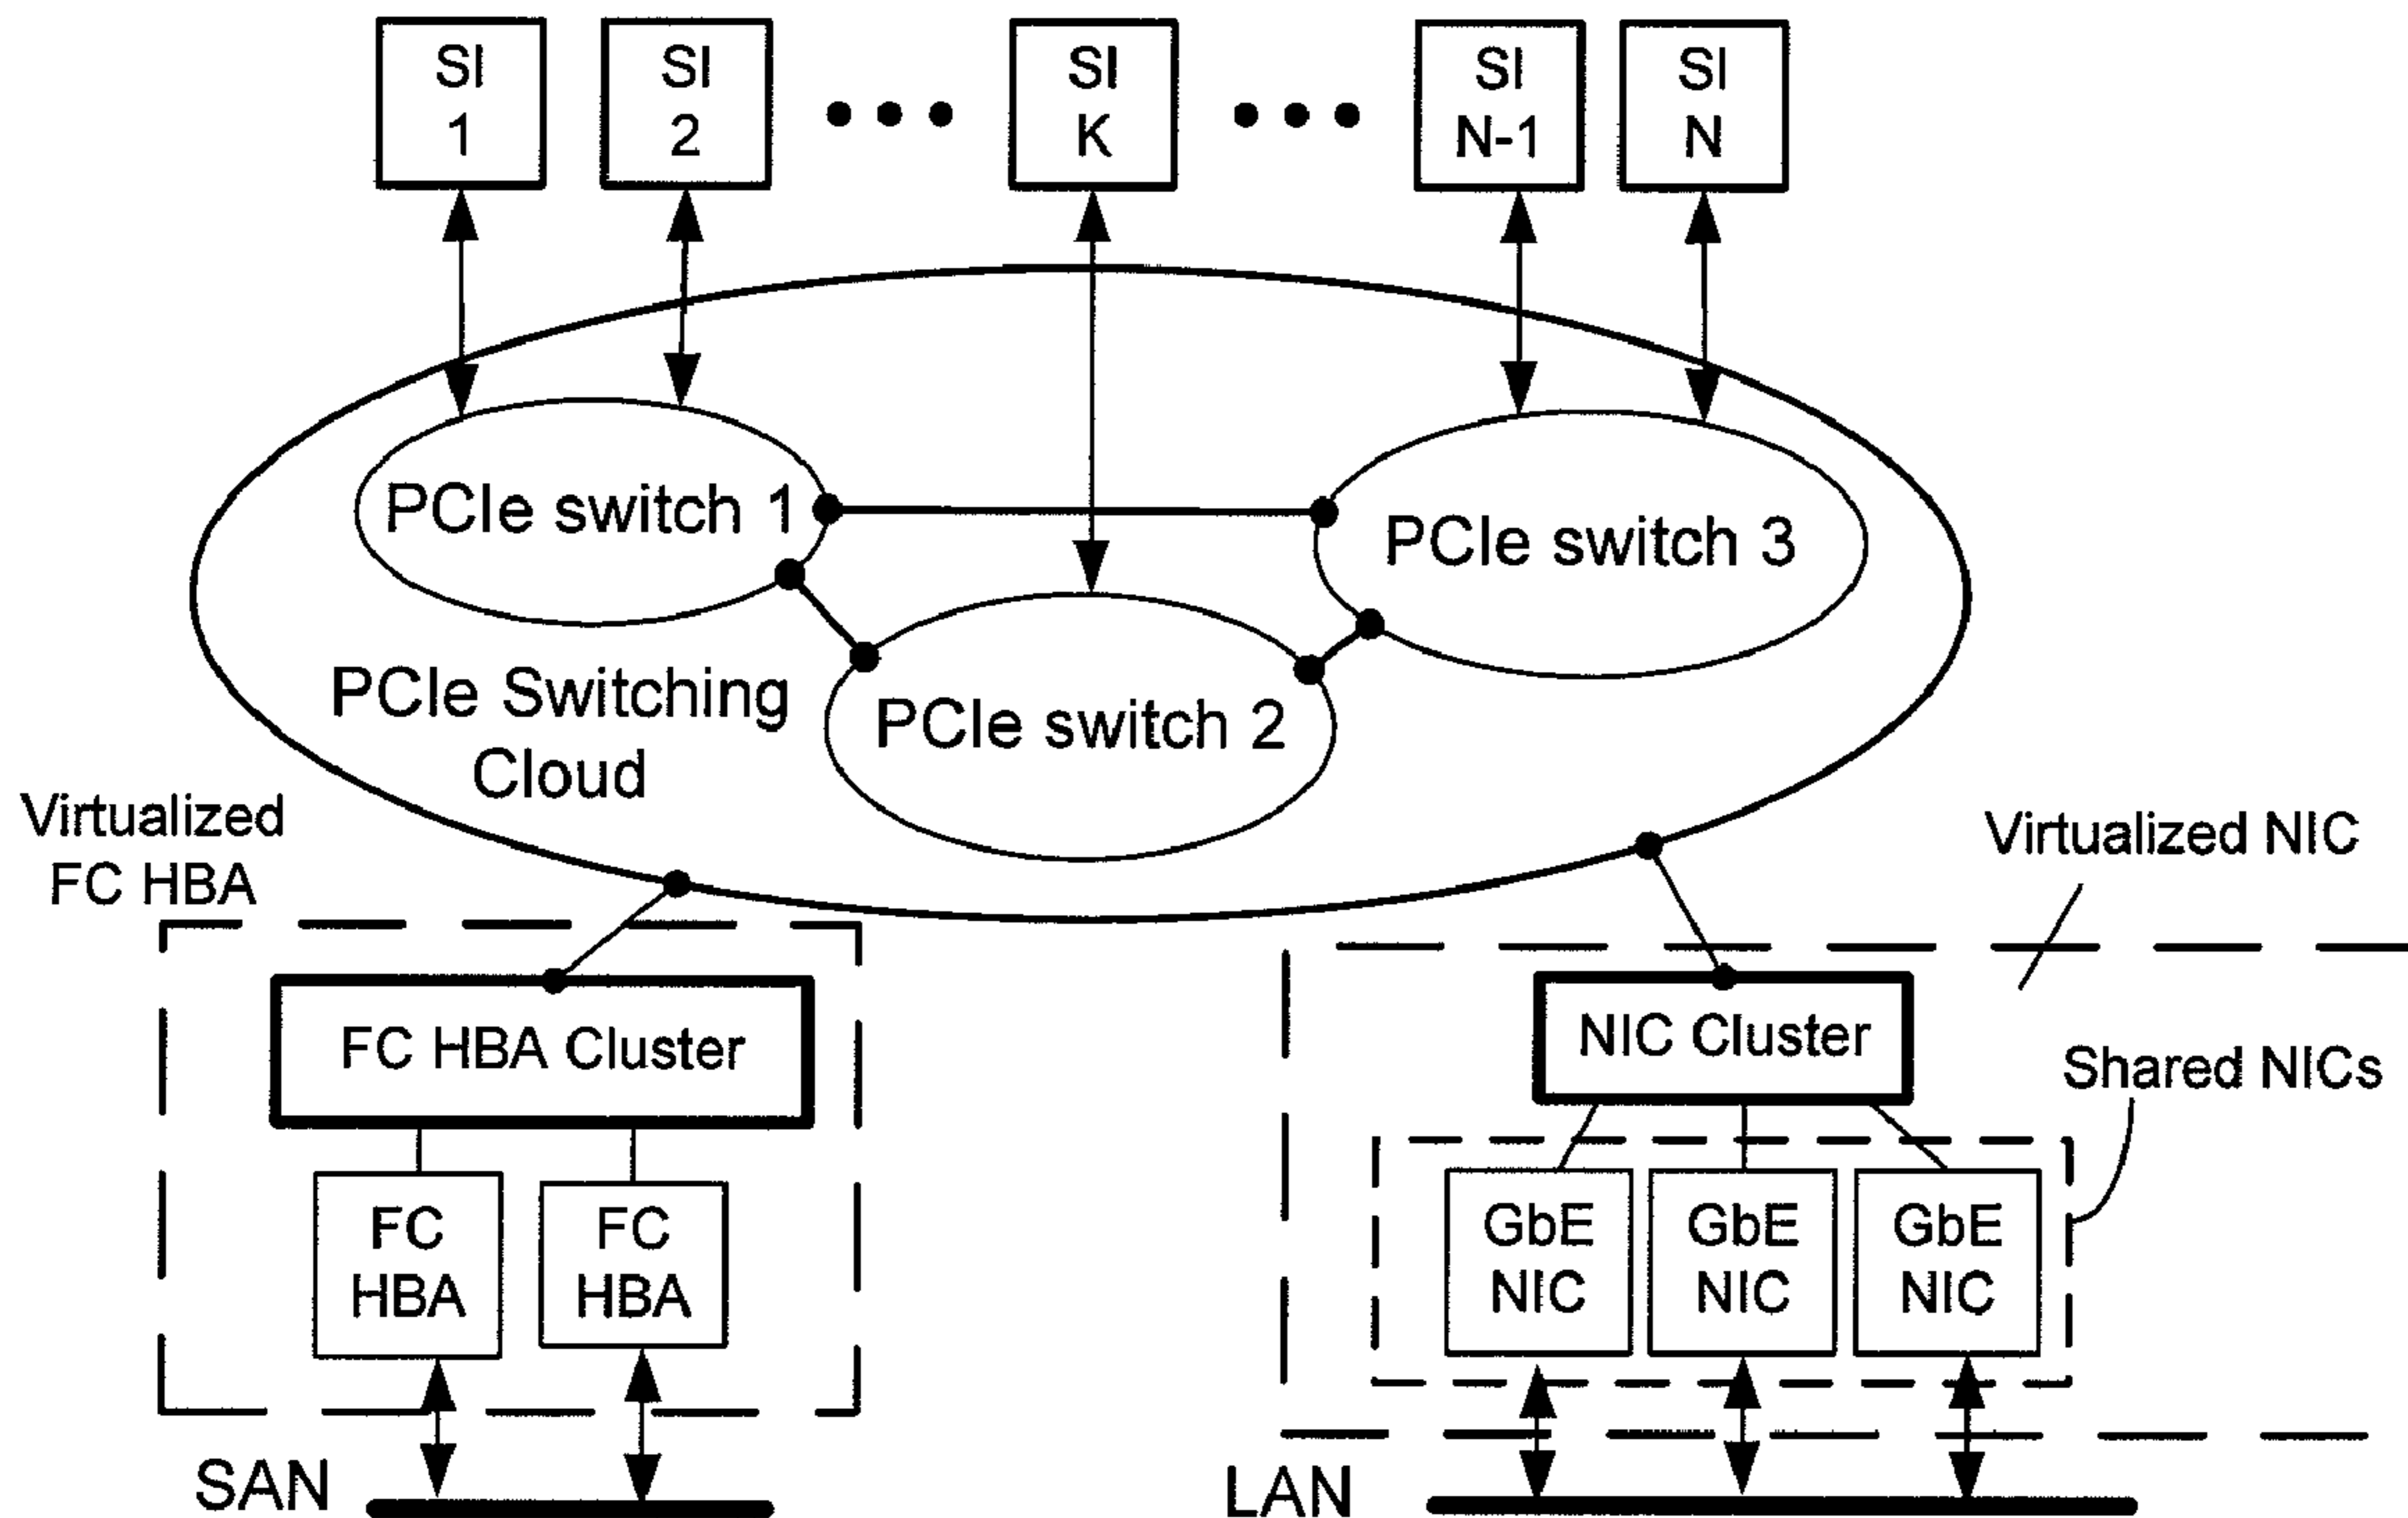 SI
1
SI
2
SI
K
SI
N-1
SI
N
PCIe switch 1
PCIe switch 3
PCIe Switching
Cloud
PCIe switch 2
Virtualized
FC HBA
Virtualized NIC
FC HBA Cluster
NIC Cluster
Shared NICs
FC
HBA
FC
HBA
GbE
NIC
GbE
NIC
GbE
NIC
SAN
LAN